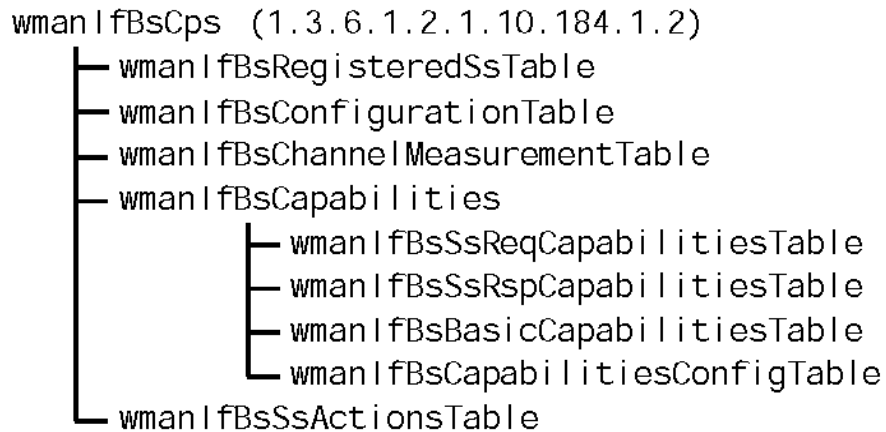 wmanIfBsCps (1.3.6.1.2.1.10.184.1.2)
wmanIfBsRegisteredSsTable
wmanIfBsConfigurationTable
wmanIfBsChannelMeasurementTable
wmanIfBsCapabilities
wmanIfBsSsReqCapabilitiesTable
wmanIfBsSsRspCapabilitiesTable
wmanIfBsBasicCapabilitiesTable
wmanIfBsCapabilitiesConfigTable
wmanIfBsSsActionsTable